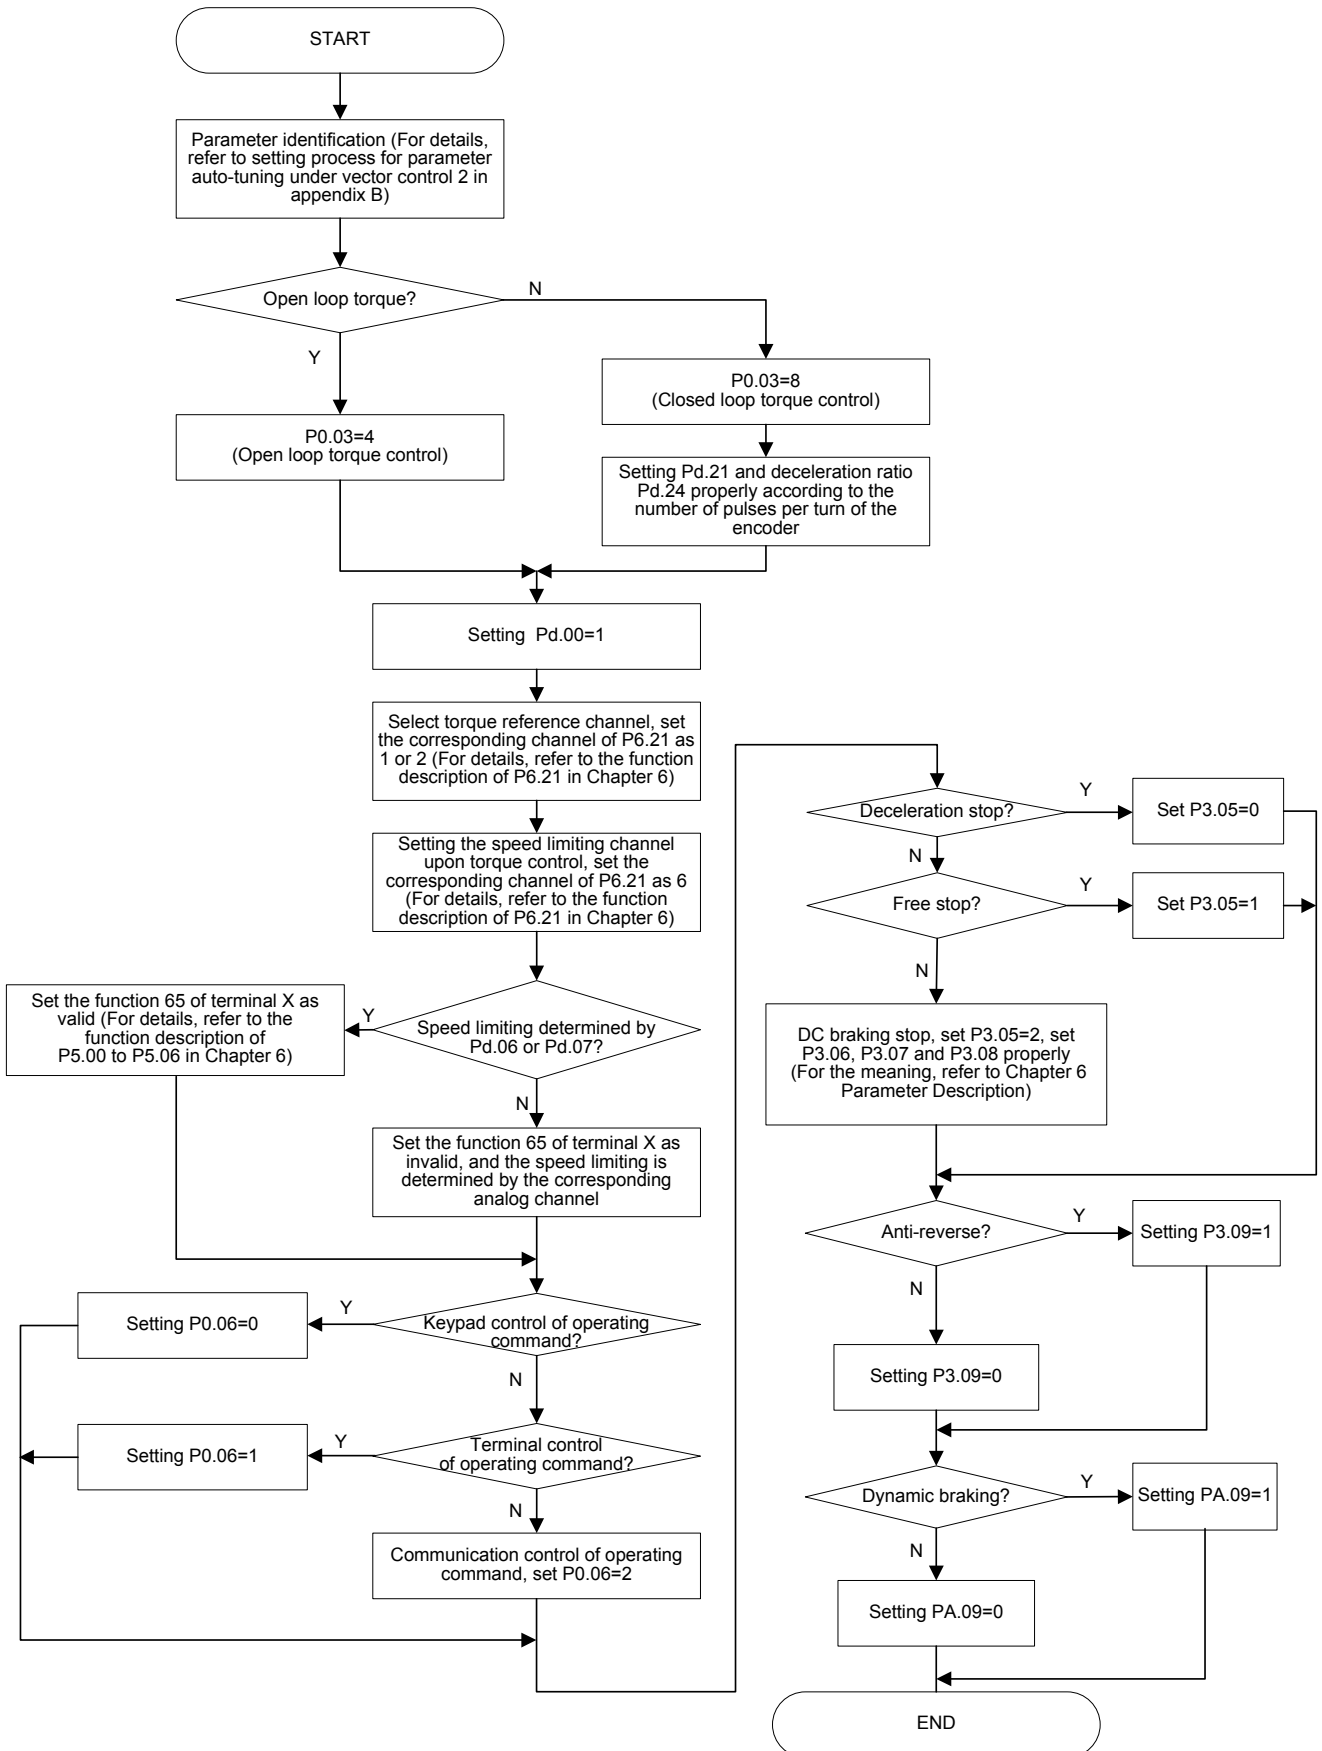 START
Parameter identification (For details,
refer to setting process for parameter
auto-tuning under vector control 2 in
appendix B)
Open loop torque?
N
Y
P0.03=8
(Closed loop torque control)
P0.03=4
(Open loop torque control)
Setting Pd.21 and deceleration ratio
Pd.24 properly according to the
number of pulses per turn of the
encoder
Setting Pd.00=1
Select torque reference channel, set
the corresponding channel of P6.21 as
1 or 2 (For details, refer to the function
description of P6.21 in Chapter 6)
Setting the speed limiting channel
upon torque control, set the
corresponding channel of P6.21 as 6
(For details, refer to the function
description of P6.21 in Chapter 6)
Speed limiting determined by
Pd.06 or Pd.07?
Y
Set the function 65 of terminal X as
valid (For details, refer to the
function description of
P5.00 to P5.06 in Chapter 6)
N
Set the function 65 of terminal X as
invalid, and the speed limiting is
determined by the corresponding
analog channel
Keypad control of operating
command?
Y
Setting P0.06=0
N
Terminal control
of operating command?
Y
Setting P0.06=1
N
Communication control of operating
command, set P0.06=2
Deceleration stop?
Y
Set P3.05=0
N
Free stop?
Y
Set P3.05=1
N
DC braking stop, set P3.05=2, set
P3.06, P3.07 and P3.08 properly
(For the meaning, refer to Chapter 6
Parameter Description)
Anti-reverse?
Y
Setting P3.09=1
N
Setting P3.09=0
Dynamic braking?
Y
Setting PA.09=1
N
Setting PA.09=0
END